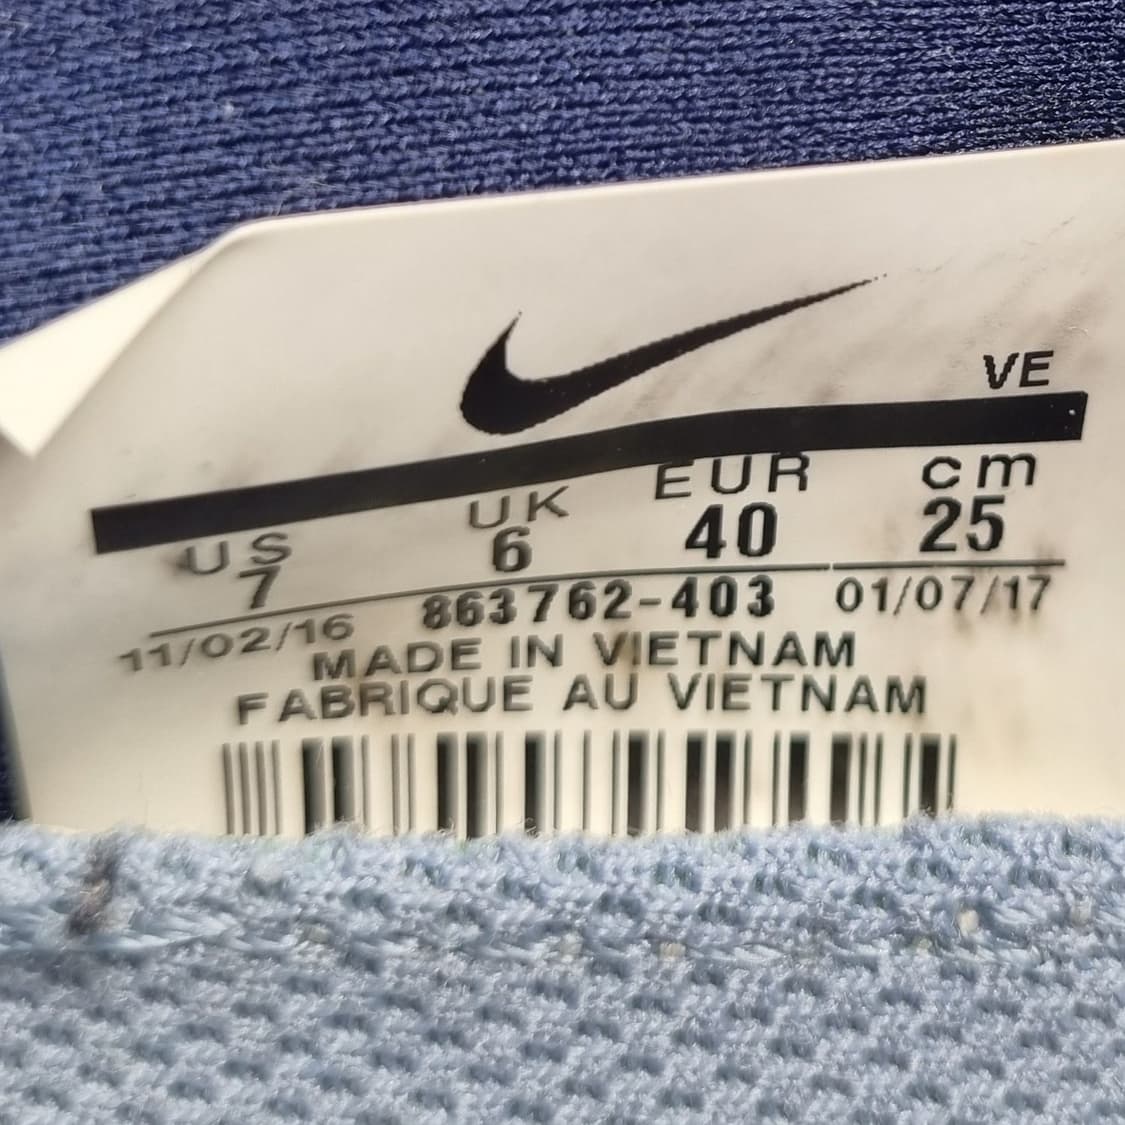 VE
US UK EUR cm
7 6 40 25
11/02/16 863762-403 01/07/17
MADE IN VIETNAM
FABRIQUE AU VIETNAM